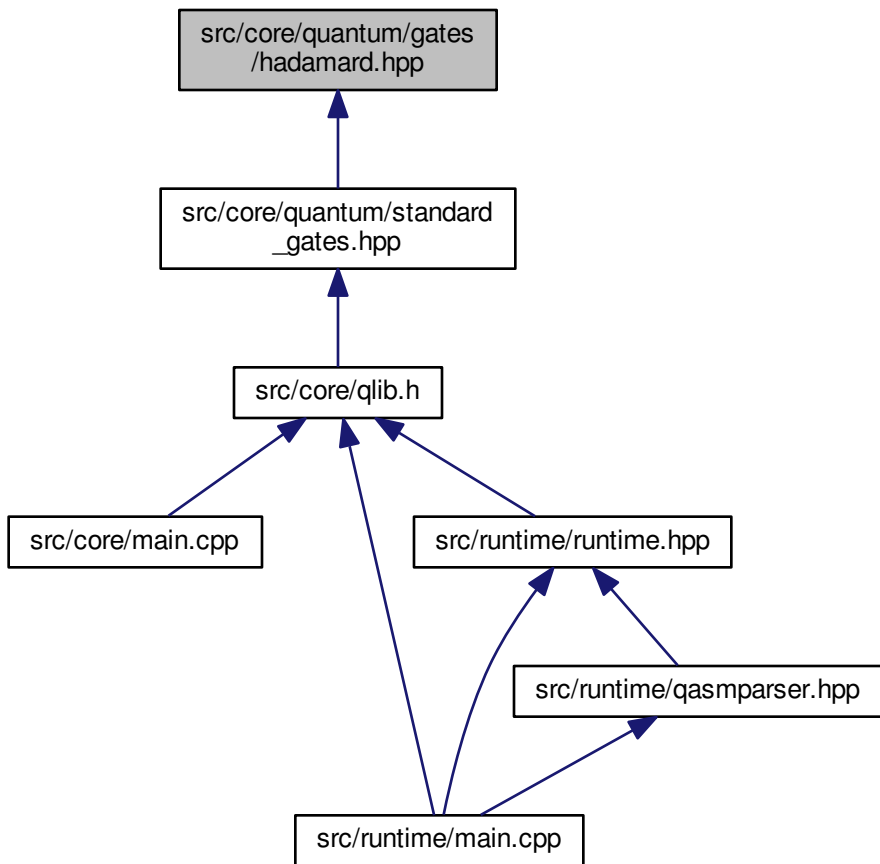 src/core/quantum/gates
/hadamard.hpp
src/core/quantum/standard
_gates.hpp
src/core/qlib.h
src/core/main.cpp
src/runtime/runtime.hpp
src/runtime/qasmparser.hpp
src/runtime/main.cpp